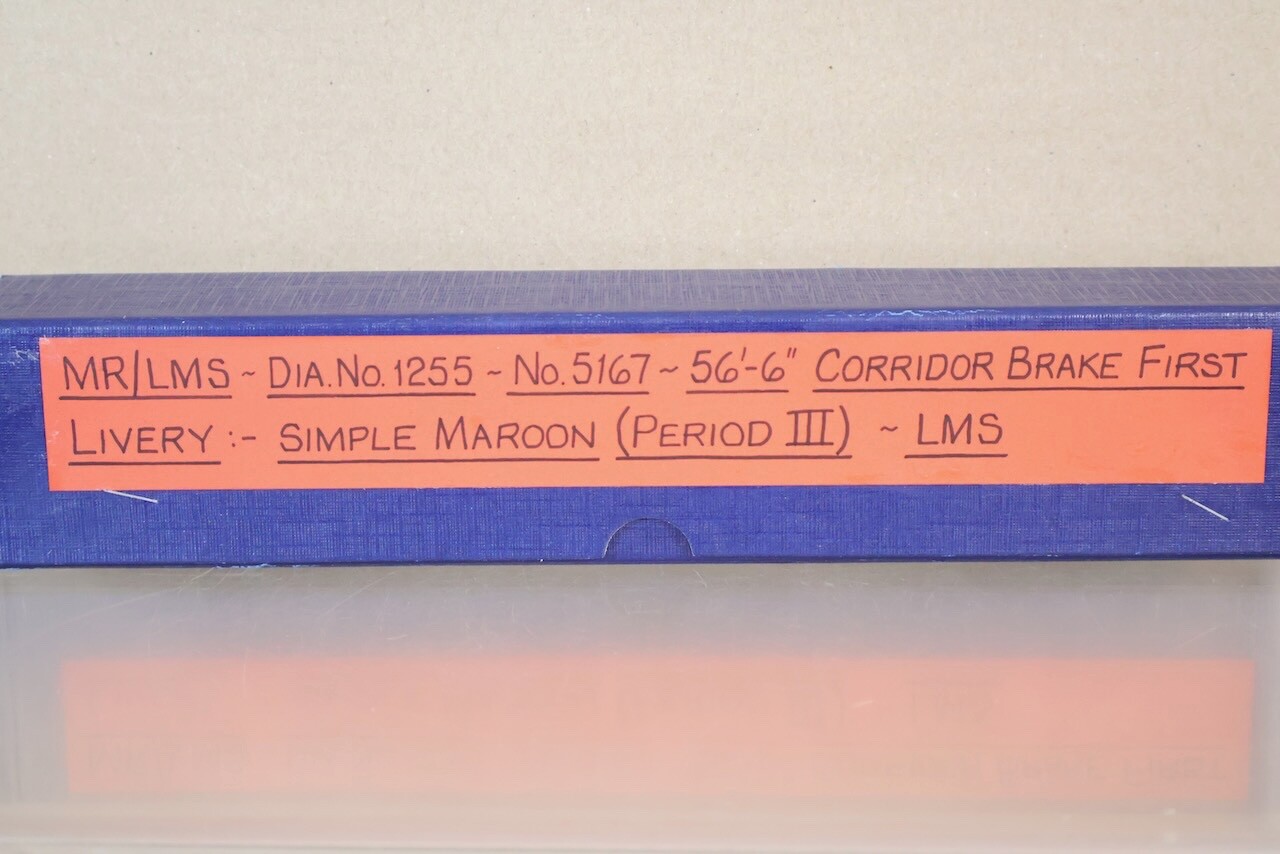 MR/LMS ~ DIA.No.1255 ~ No.5167 ~ 56'-6" CORRIDOR BRAKE FIRST
LIVERY :- SIMPLE MAROON (PERIOD III) ~ LMS